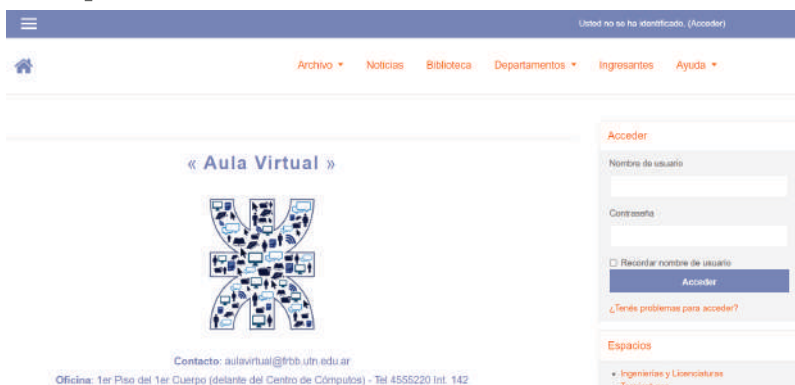 Usted no se ha identificado. (Acceder)
Archivo Noticias Biblioteca Departamentos Ingresantes Ayuda
Acceder
« Aula Virtual »
Nombre de usuario
Contraseña
Recordar nombre de usuario
Acceder
¿Tenés problemas para acceder?
Espacios
Contacto: aulavirtual@frbb.utn.edu.ar
Oficina: 1er Piso del 1er Cuerpo (delante del Centro de Cómputos) - Tel 4555220 Int. 142
Ingenierías y Licenciaturas